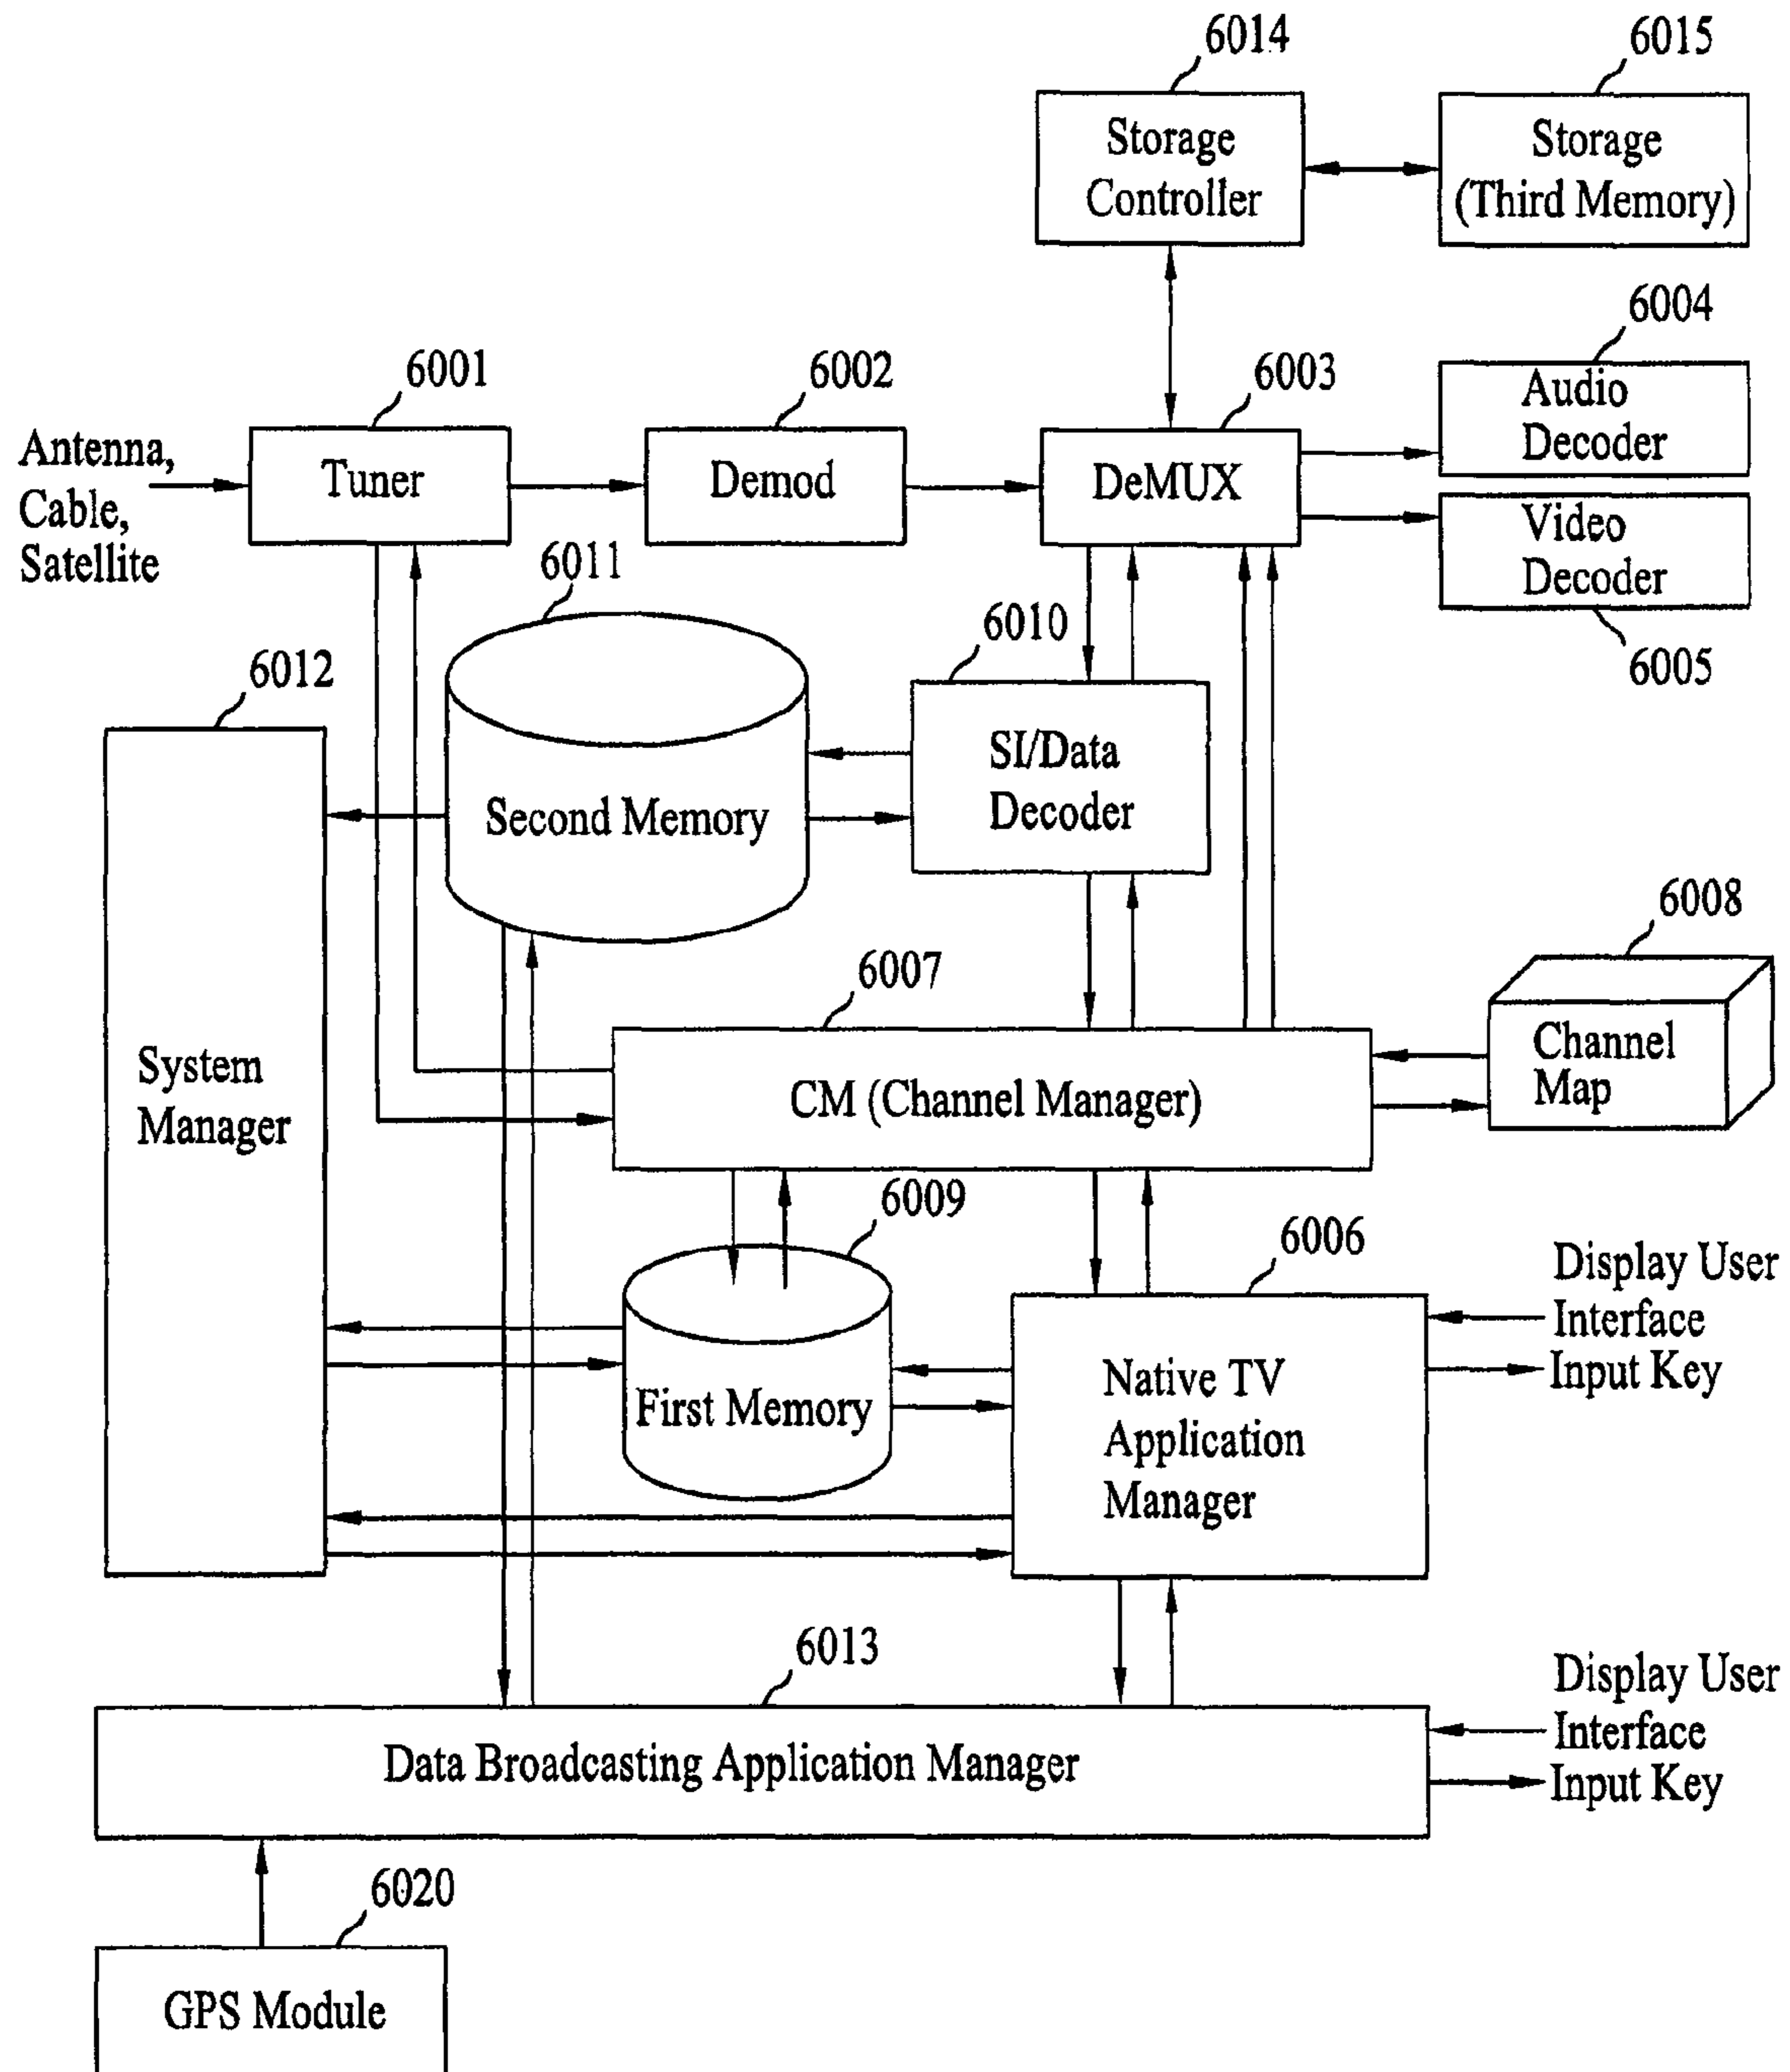 6014
6015
Storage
Controller
Storage
(Third Memory)
6004
Audio
Decoder
6001
6002
6003
Antenna,
Cable,
Satellite
Tuner
Demod
DeMUX
Video
Decoder
6005
6011
6010
6012
Second Memory
SI/Data
Decoder
6008
Channel
Map
6007
System
Manager
CM (Channel Manager)
6009
6006
Display User
Interface
Input Key
First Memory
Native TV
Application
Manager
6013
Display User
Interface
Input Key
Data Broadcasting Application Manager
6020
GPS Module